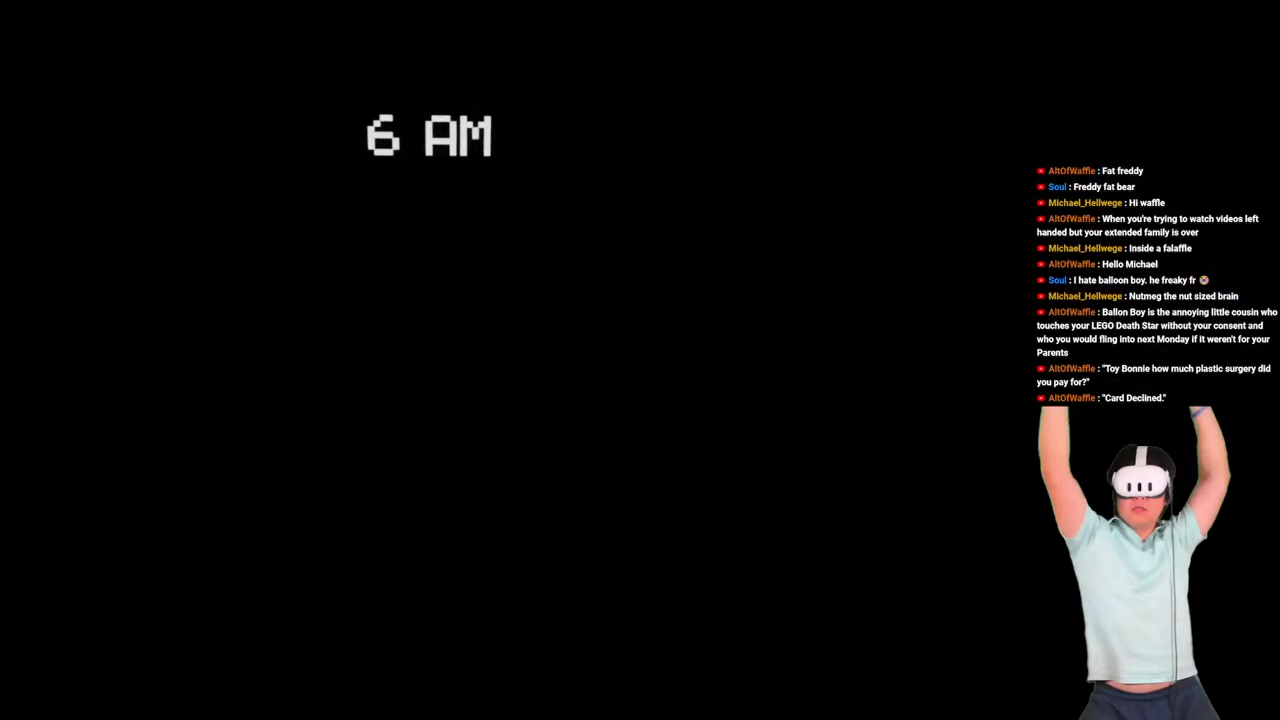 6 AM
AltOfWaffle : Fat freddy
Soul : Freddy fat bear
Michael_Hellwege : Hi waffle
AltOfWaffle : When you're trying to watch videos left
handed but your extended family is over
Michael_Hellwege : Inside a falaffle
AltOfWaffle : Hello Michael
Soul : I hate balloon boy. he freaky fr 🐻
Michael_Hellwege : Nutmeg the nut sized brain
AltOfWaffle : Ballon Boy is the annoying little cousin who
touches your LEGO Death Star without your consent and
who you would fling into next Monday if it weren't for your
Parents
AltOfWaffle : "Toy Bonnie how much plastic surgery did
you pay for?"
AltOfWaffle : "Card Declined."